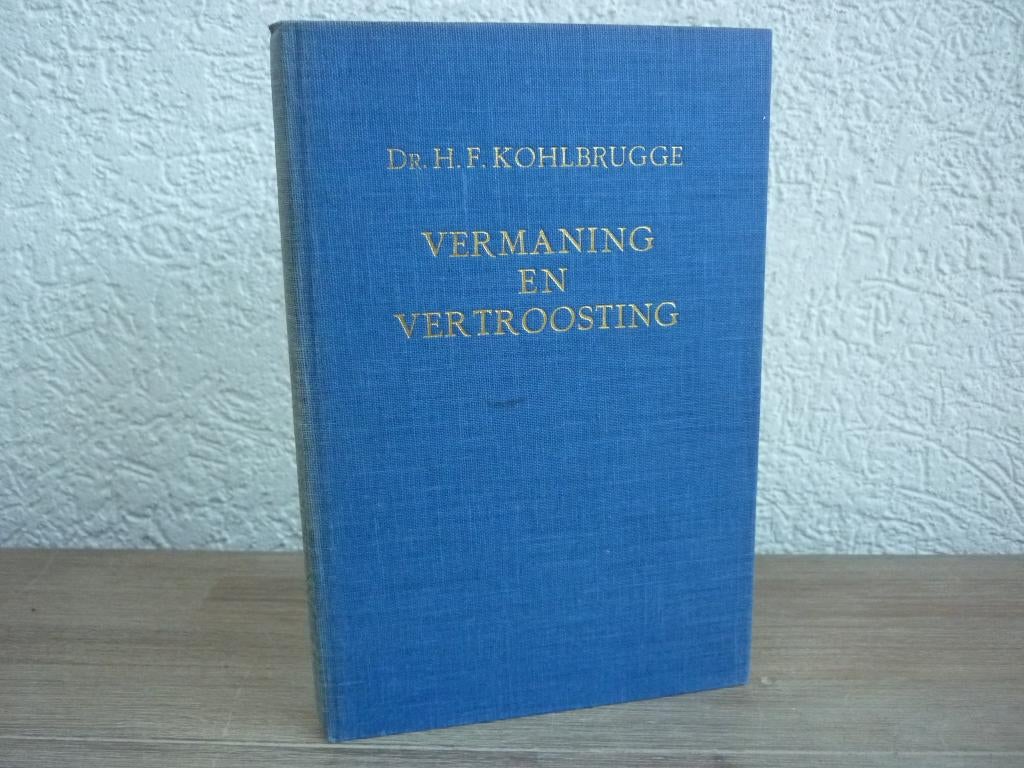 Dr. H. F. KOHLBRUGGE
VERMANING
EN
VERTROOSTING